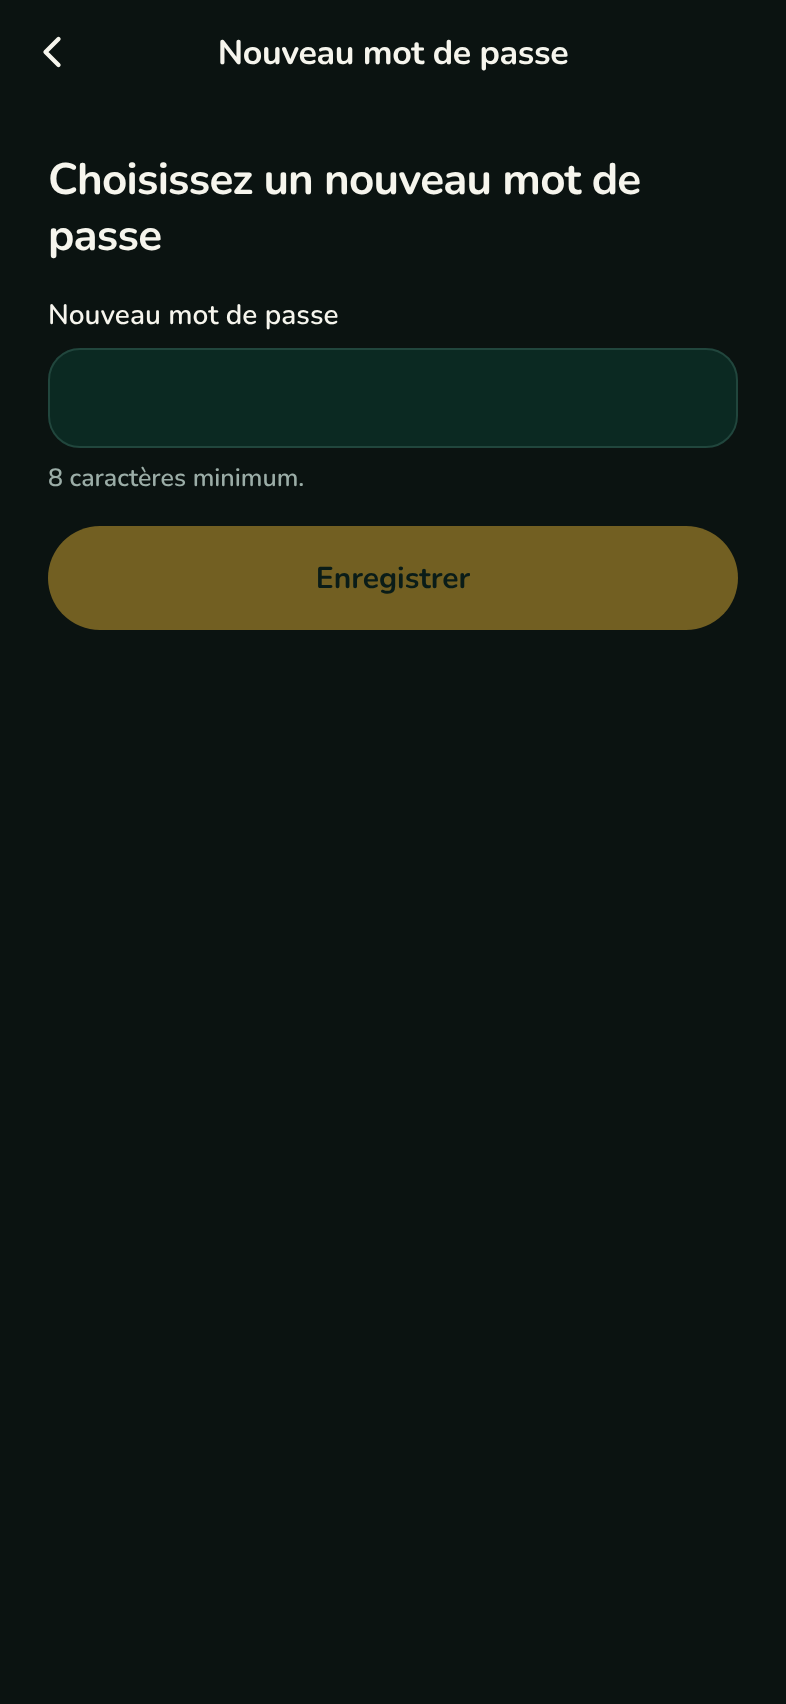 Nouveau mot de passe
Choisissez un nouveau mot de
passe
Nouveau mot de passe
8 caractères minimum.
Enregistrer